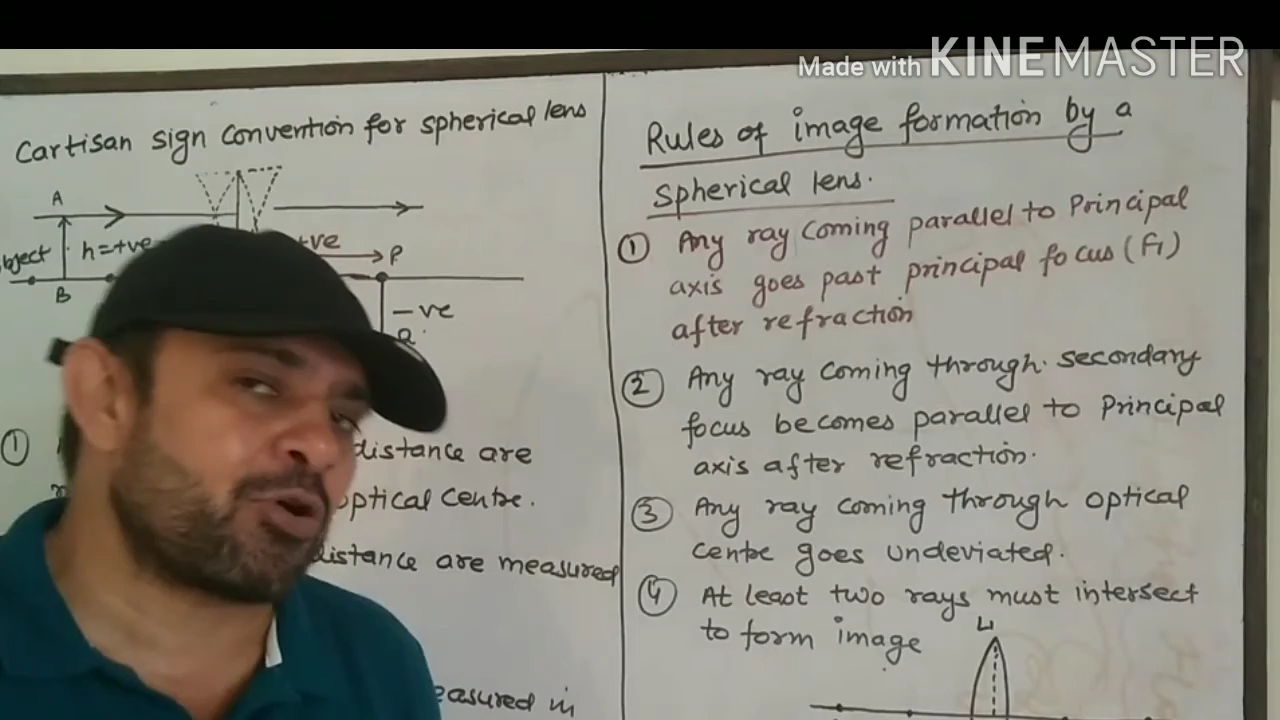 Made with KINEMASTER
Cartisan sign convention for spherical lens
A
object
h=+ve
+ve
P
B
-ve
Q
① distance are
optical centre.
distance are measured
measured in
Rules of image formation by a
spherical lens.
① Any ray coming parallel to Principal
axis goes past principal focus (F1)
after refraction
② Any ray coming through secondary
focus becomes parallel to Principal
axis after refraction.
③ Any ray coming through optical
centre goes undeviated.
④ At least two rays must intersect
to form image